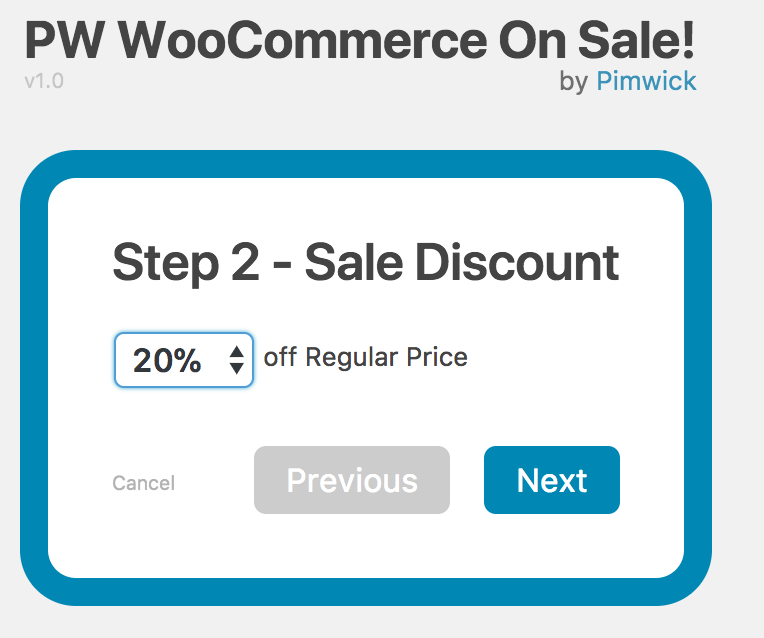 PW WooCommerce On Sale!
v1.0 by Pimwick
Step 2 - Sale Discount
20% off Regular Price
Cancel Previous Next